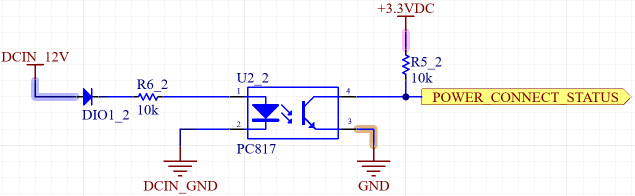 +3.3VDC
DCIN_12V
R5_2
10k
R6_2
10k
DIO1_2
U2_2
1
2
4
3
PC817
POWER_CONNECT_STATUS
DCIN_GND
GND